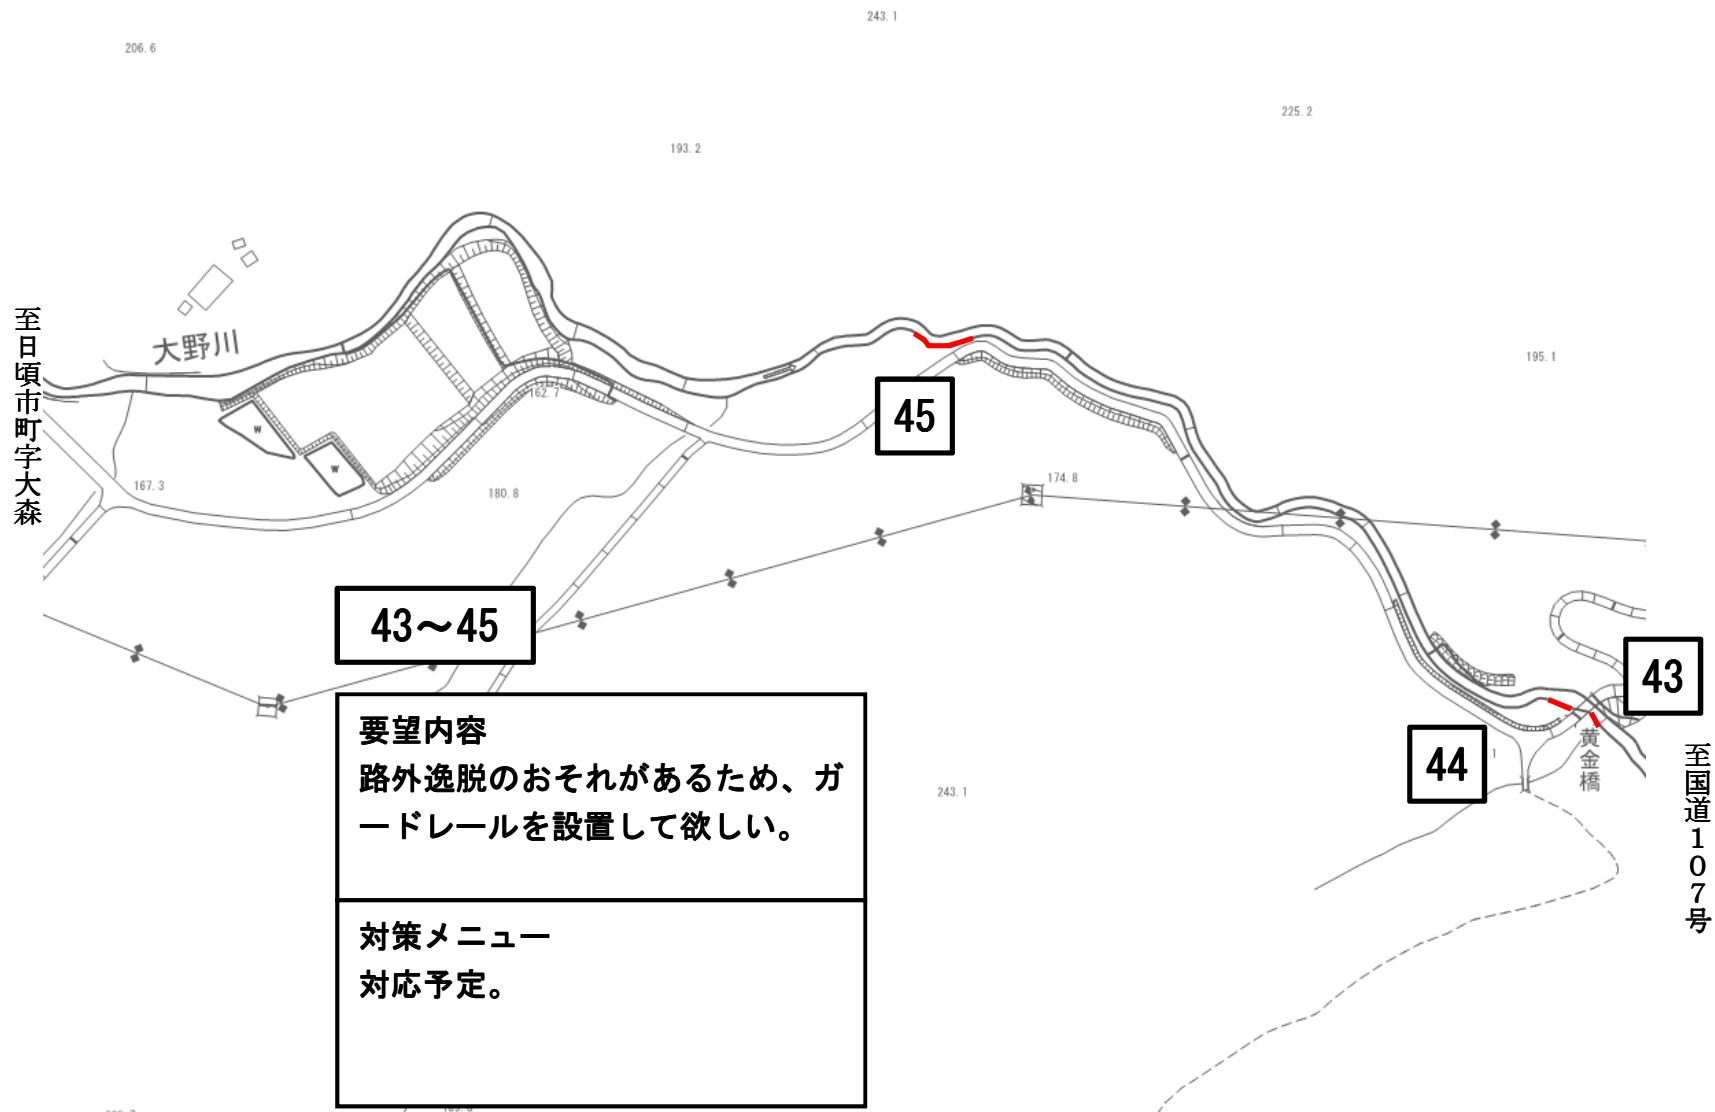 243.1
206.6
225.2
193.2
至日頃市町字大森
大野川
195.1
162.7
45
W
W
167.3
180.8
174.8
43～45
43
要望内容
路外逸脱のおそれがあるため、ガ
ードレールを設置して欲しい。
44
黄金橋
至国道107号
243.1
対策メニュー
対応予定。